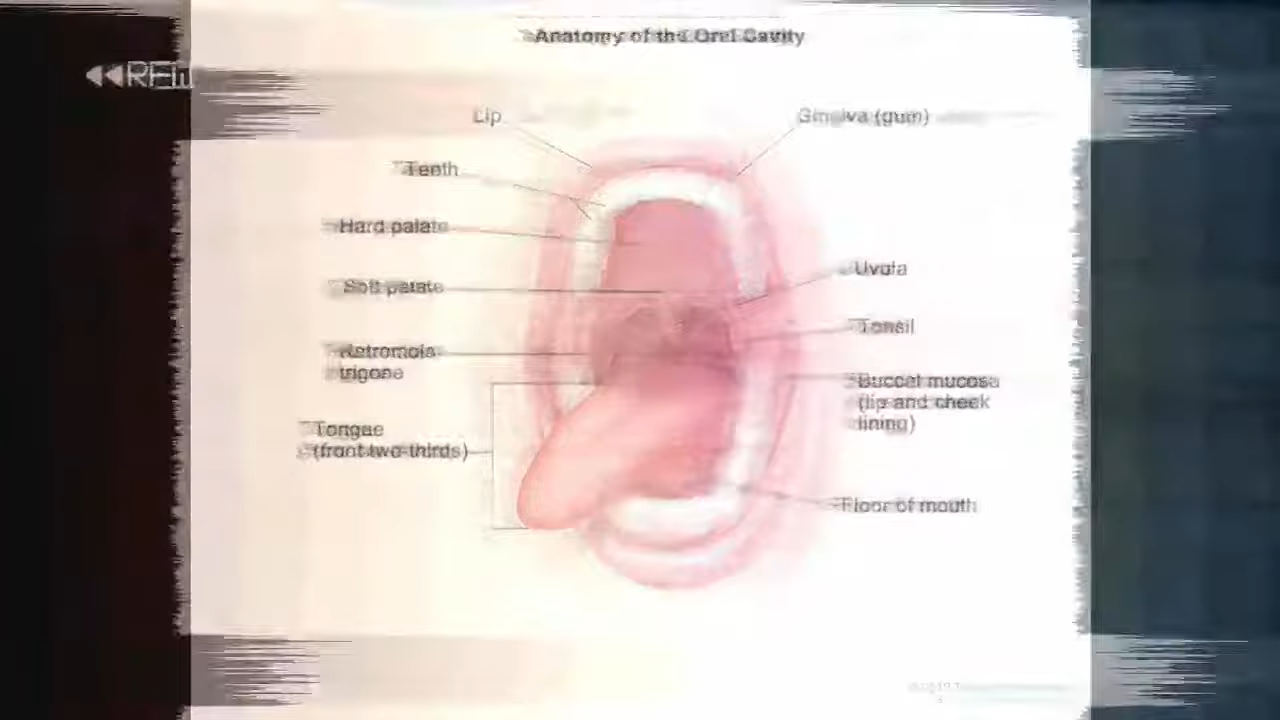 REW
Anatomy of the Oral Cavity
Lip
Gingiva (gum)
Teeth
Hard palate
Soft palate
Uvula
Tonsil
Retromolar
trigone
Buccal mucosa
(lip and cheek
lining)
Tongue
(front two-thirds)
Floor of mouth